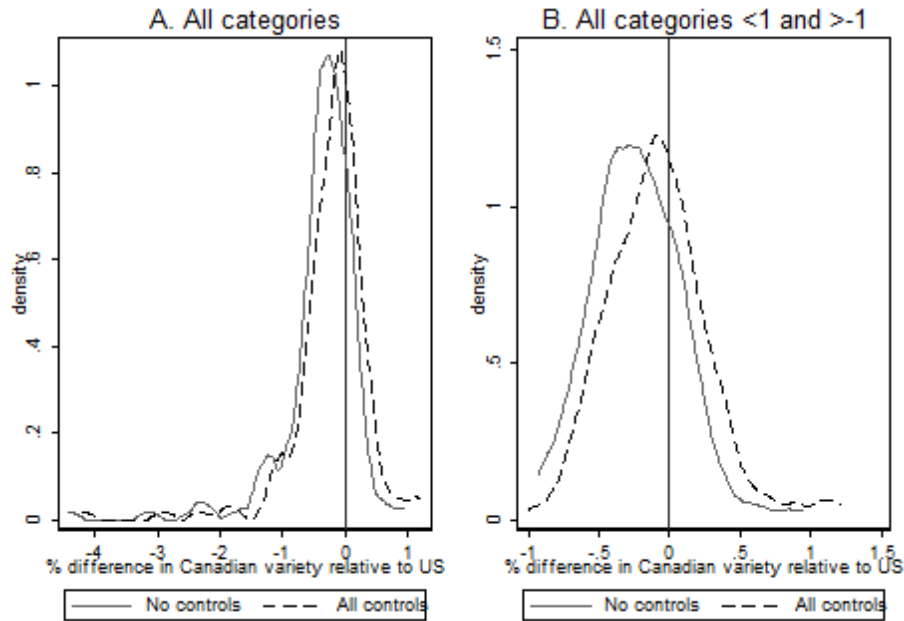 A. All categories
density
0 .2 .4 .6 .8 1
-4 -3 -2 -1 0 1
% difference in Canadian variety relative to US
No controls All controls
B. All categories <1 and >-1
density
0 .5 1 1.5
-1 -.5 0 .5 1 1.5
% difference in Canadian variety relative to US
No controls All controls